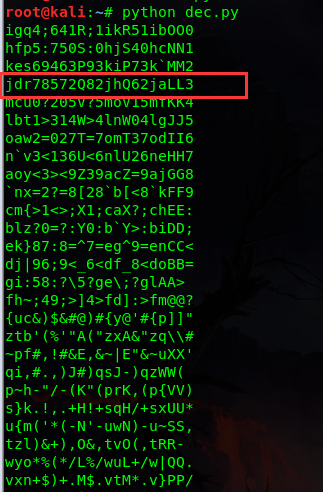 root@kali:~# python dec.py
igq4;641R;1ikR51ibOO0
hfp5:750S:0hjS40hcNN1
kes69463P93kiP73k`MM2
jdr78572Q82jhQ62jaLL3
mcu0?205V?5moV15mfKK4
lbt1>314W>4lnW04lgJJ5
oaw2=027T=7omT37odII6
n`v3<136U<6nlU26neHH7
aoy<3><9Z39acZ=9ajGG8
`nx=2?=8[28`b[<8`kFF9
cm{>1<>;X1;caX?;chEE:
blz?0=?:Y0:b`Y>:biDD;
ek}87:8=^7=eg^9=enCC<
dj|96;9<_6<df_8<doBB=
gi:58:?\5?ge\;?glAA>
fh~;49;>]4>fd]:>fm@@?
{uc&)$&#@)#{y@'#{p]]"
ztb'(%'"A("zxA&"zq\\#
~pf#,!#&E,&~|E"&~uXX'
qi,#.,)J#)qsJ-)qzWW(
p~h-"/-(K"(prK,(p{VV)
s}k.!,.+H!+sqH/+sxUU*
u{m('*(-N'-uwN)-u~SS,
tzl)&+),O&,tvO(,tRR-
wyo*%(*/L%/wuL+/w|QQ.
vxn+$)+.M$.vtM*.v}PP/